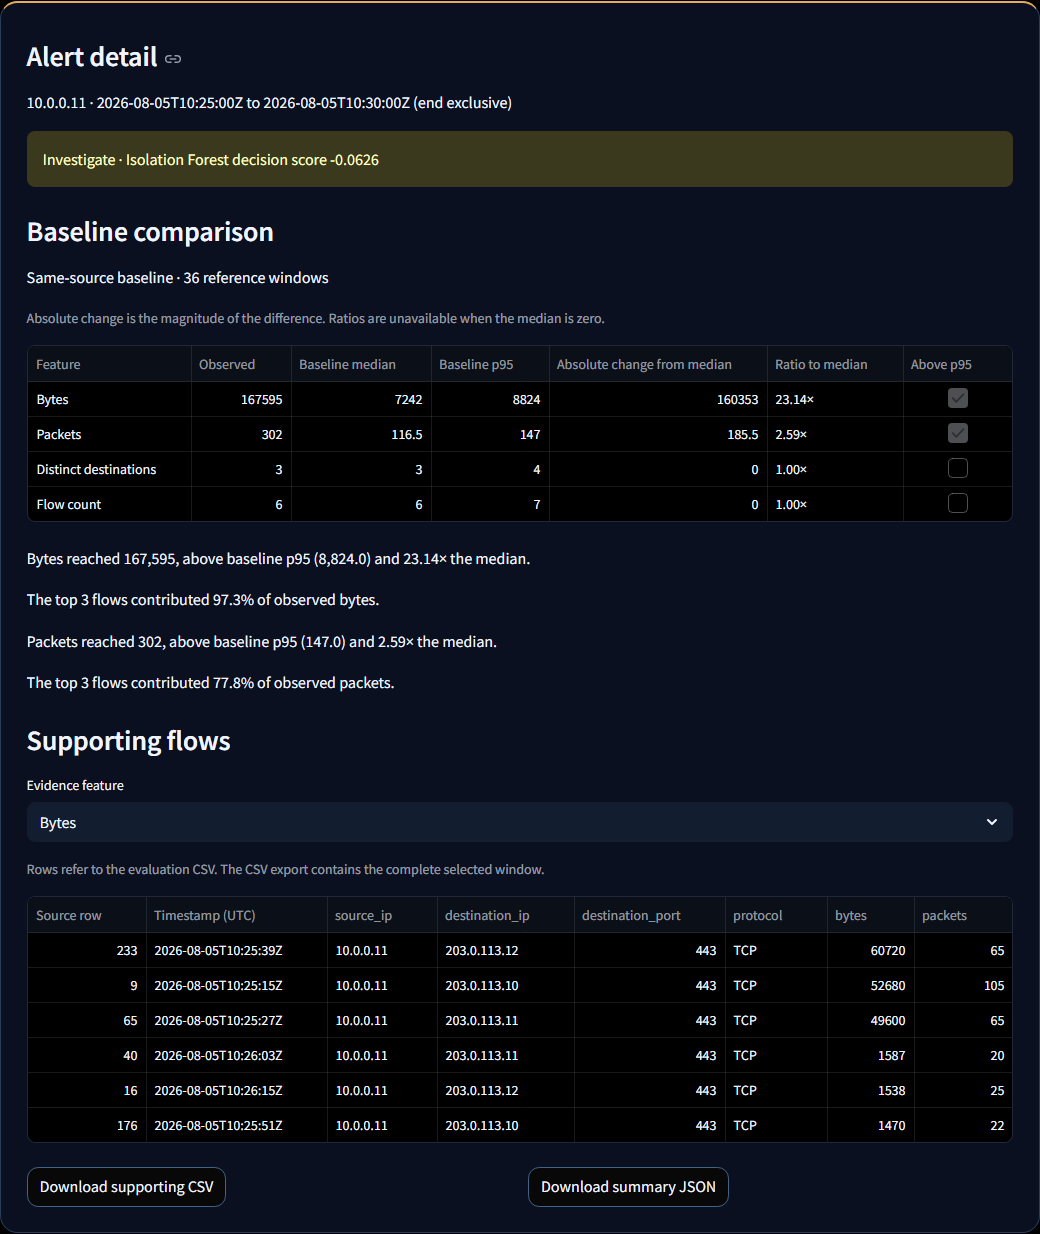 Alert detail
10.0.0.11 · 2026-08-05T10:25:00Z to 2026-08-05T10:30:00Z (end exclusive)
Investigate · Isolation Forest decision score -0.0626
Baseline comparison
Same-source baseline · 36 reference windows
Absolute change is the magnitude of the difference. Ratios are unavailable when the median is zero.
Feature Observed Baseline median Baseline p95 Absolute change from median Ratio to median Above p95
Bytes 167595 7242 8824 160353 23.14×
Packets 302 116.5 147 185.5 2.59×
Distinct destinations 3 3 4 0 1.00×
Flow count 6 6 7 0 1.00×
Bytes reached 167,595, above baseline p95 (8,824.0) and 23.14× the median.
The top 3 flows contributed 97.3% of observed bytes.
Packets reached 302, above baseline p95 (147.0) and 2.59× the median.
The top 3 flows contributed 77.8% of observed packets.
Supporting flows
Evidence feature
Bytes
Rows refer to the evaluation CSV. The CSV export contains the complete selected window.
Source row Timestamp (UTC) source_ip destination_ip destination_port protocol bytes packets
233 2026-08-05T10:25:39Z 10.0.0.11 203.0.113.12 443 TCP 60720 65
9 2026-08-05T10:25:15Z 10.0.0.11 203.0.113.10 443 TCP 52680 105
65 2026-08-05T10:25:27Z 10.0.0.11 203.0.113.11 443 TCP 49600 65
40 2026-08-05T10:26:03Z 10.0.0.11 203.0.113.11 443 TCP 1587 20
16 2026-08-05T10:26:15Z 10.0.0.11 203.0.113.12 443 TCP 1538 25
176 2026-08-05T10:25:51Z 10.0.0.11 203.0.113.10 443 TCP 1470 22
Download supporting CSV Download summary JSON